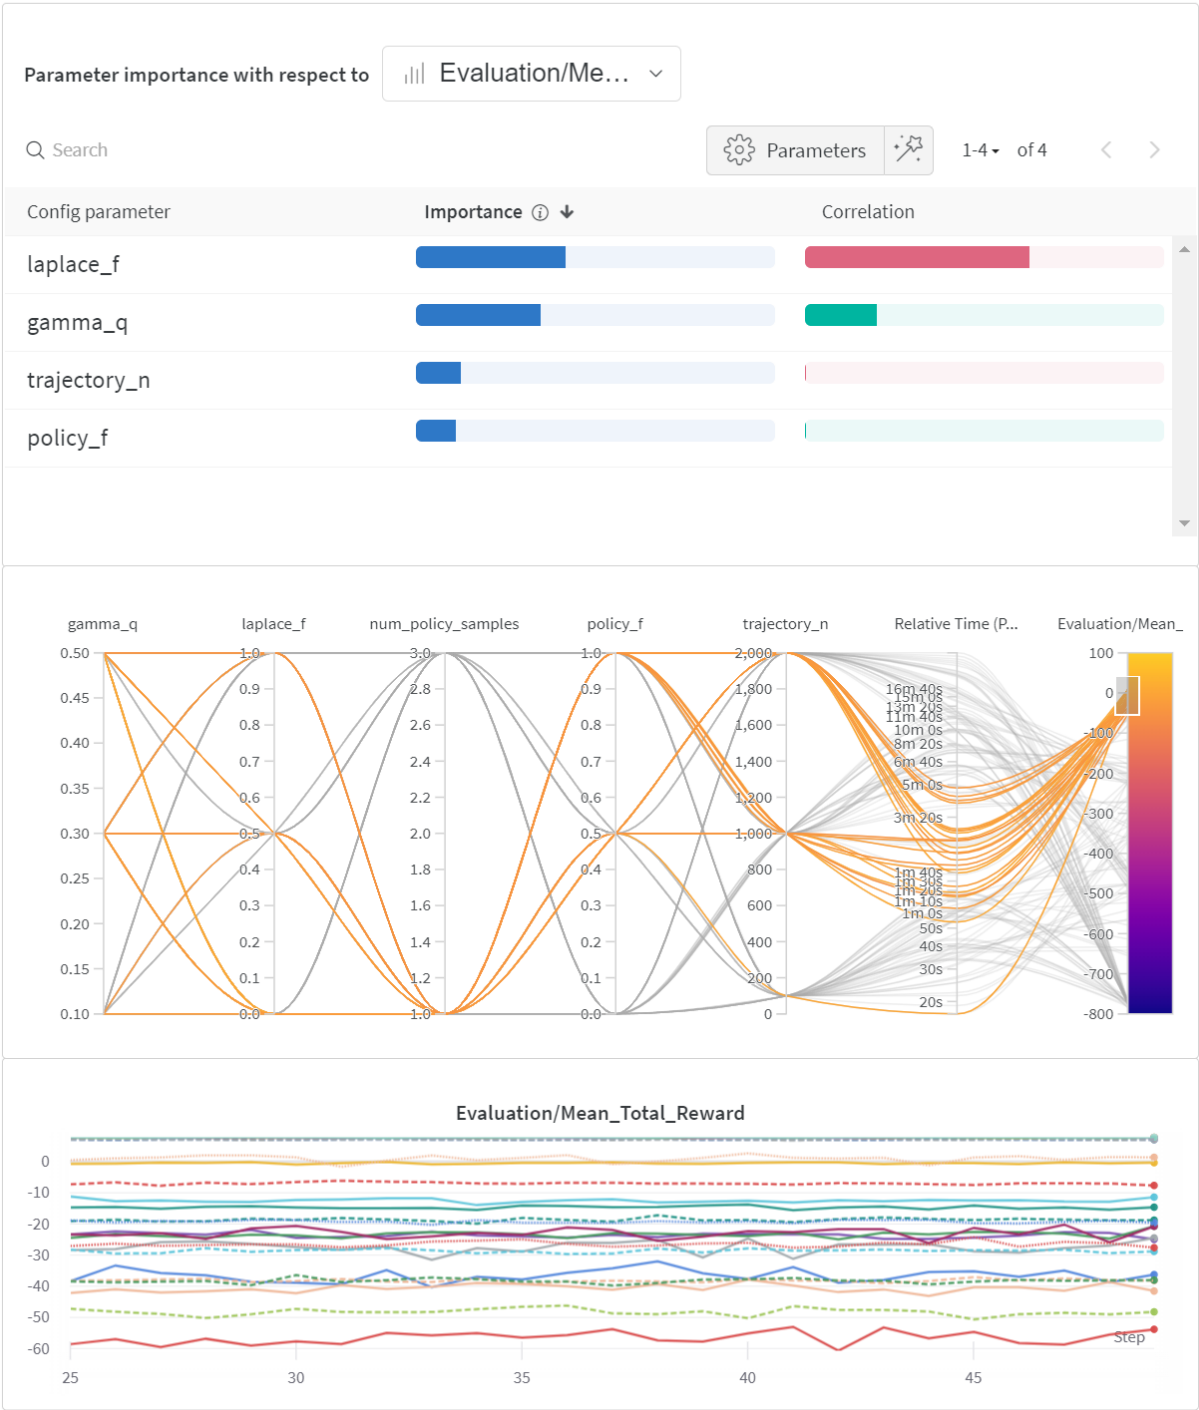 Parameter importance with respect to Evaluation/Me...
Search Parameters 1-4 of 4
Config parameter Importance Correlation
laplace_f
gamma_q
trajectory_n
policy_f
gamma_q laplace_f num_policy_samples policy_f trajectory_n Relative Time (P... Evaluation/Mean_
0.50
0.45
0.40
0.35
0.30
0.25
0.20
0.15
0.10
1.0
0.9
0.8
0.7
0.6
0.5
0.4
0.3
0.2
0.1
0.0
3.0
2.8
2.6
2.4
2.2
2.0
1.8
1.6
1.4
1.2
1.0
1.0
0.9
0.8
0.7
0.6
0.5
0.4
0.3
0.2
0.1
0.0
2,000
1,800
1,600
1,400
1,200
1,000
800
600
400
200
0
16m 40s
15m 0s
13m 20s
11m 40s
10m 0s
8m 20s
6m 40s
5m 0s
3m 20s
1m 40s
1m 30s
1m 20s
1m 10s
1m 0s
50s
40s
30s
20s
100
0
-100
-200
-300
-400
-500
-600
-700
-800
Evaluation/Mean_Total_Reward
0
-10
-20
-30
-40
-50
-60
Step
25 30 35 40 45